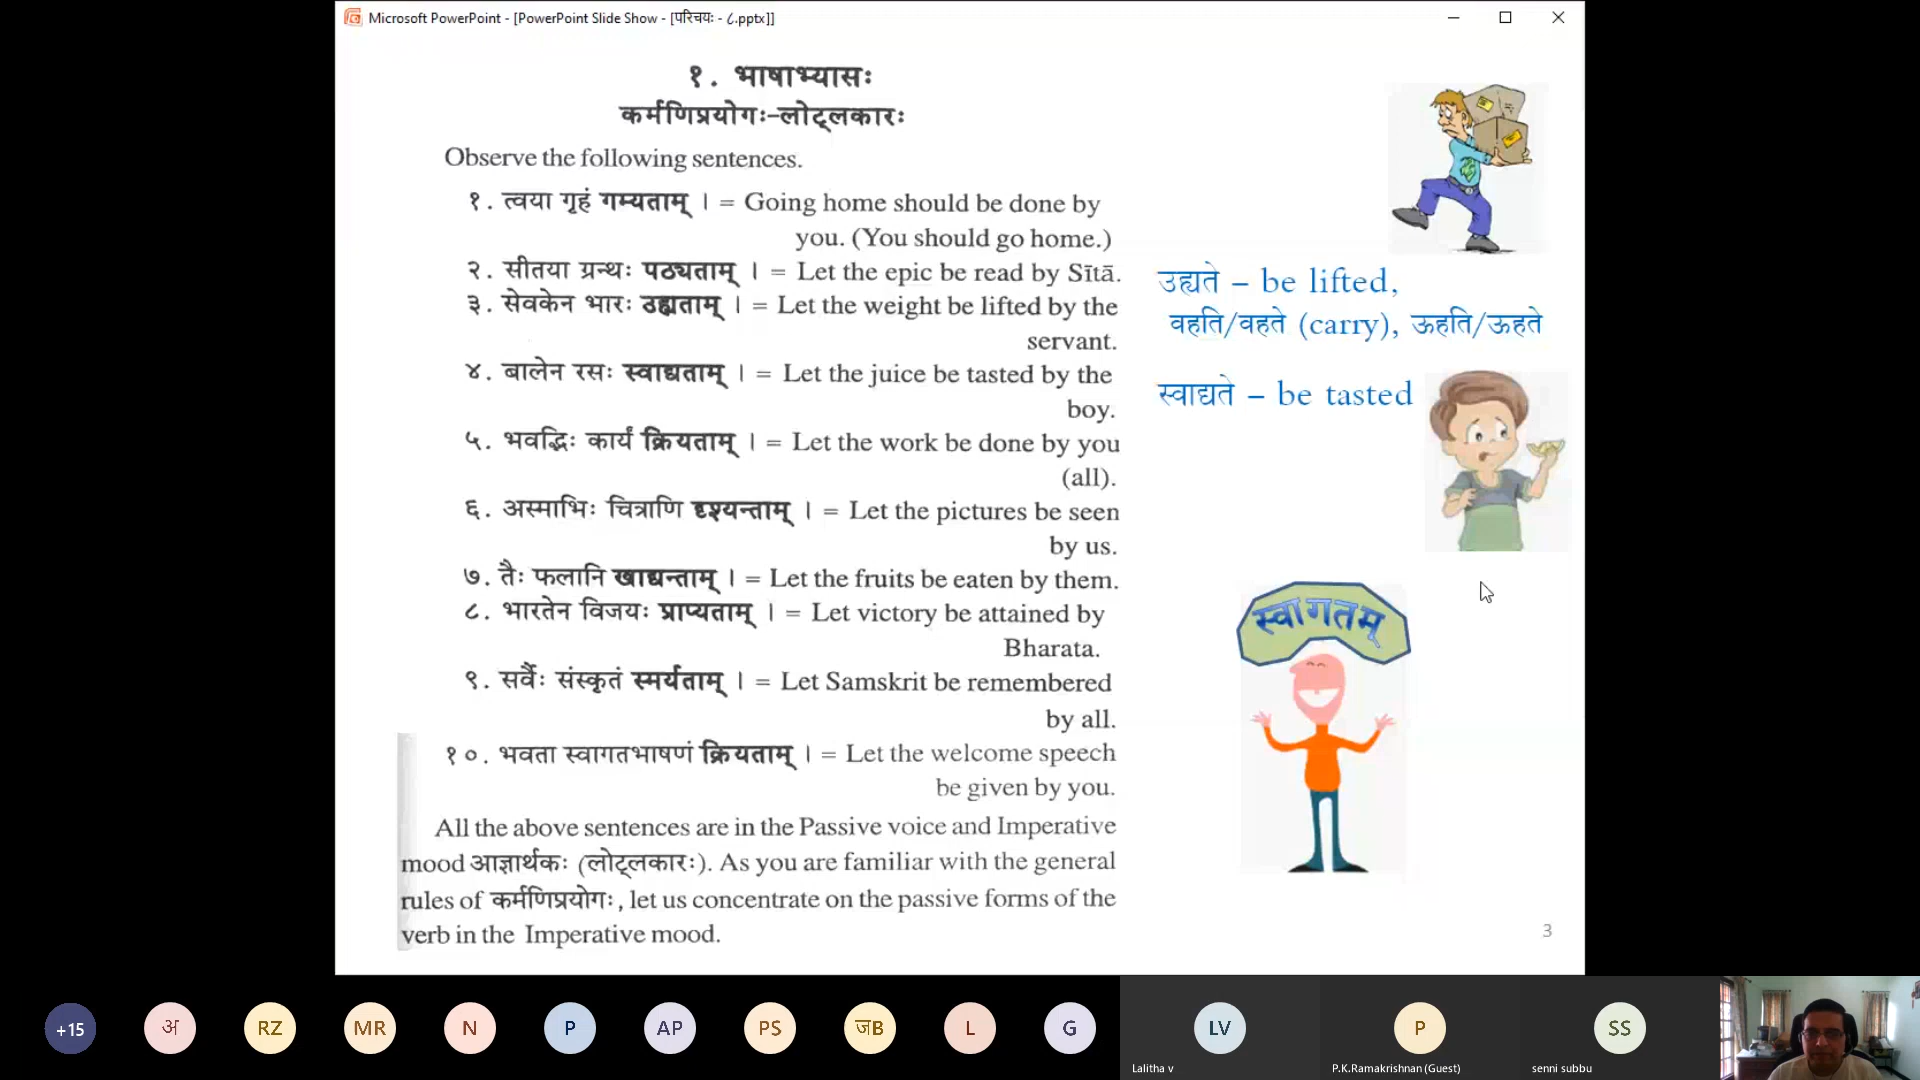 Microsoft PowerPoint - [PowerPoint Slide Show - [परिचयः - ८.pptx]]
१. भाषाभ्यासः
कर्मणिप्रयोगः-लोट्लकारः
Observe the following sentences.
१. त्वया गृहं गम्यताम् । = Going home should be done by
you. (You should go home.)
२. सीतया ग्रन्थः पठ्यताम् । = Let the epic be read by Sītā.
३. सेवकेन भारः उह्यताम् । = Let the weight be lifted by the
servant.
४. बालेन रसः स्वाद्यताम् । = Let the juice be tasted by the
boy.
५. भवद्भिः कार्यं क्रियताम् । = Let the work be done by you
(all).
६. अस्माभिः चित्राणि दृश्यन्ताम् । = Let the pictures be seen
by us.
७. तैः फलानि खाद्यन्ताम् । = Let the fruits be eaten by them.
८. भारतेन विजयः प्राप्यताम् । = Let victory be attained by
Bharata.
९. सर्वैः संस्कृतं स्मर्यताम् । = Let Samskrit be remembered
by all.
१०. भवता स्वागतभाषणं क्रियताम् । = Let the welcome speech
be given by you.
All the above sentences are in the Passive voice and Imperative
mood आज्ञार्थकः (लोट्लकारः). As you are familiar with the general
rules of कर्मणिप्रयोगः, let us concentrate on the passive forms of the
verb in the Imperative mood.
उह्यते – be lifted,
वहति/वहते (carry), ऊहति/ऊहते
स्वाद्यते – be tasted
स्वागतम्
3
+15
अ
RZ
MR
N
P
AP
PS
जB
L
G
LV
P
SS
Lalitha v
P.K.Ramakrishnan (Guest)
senni subbu